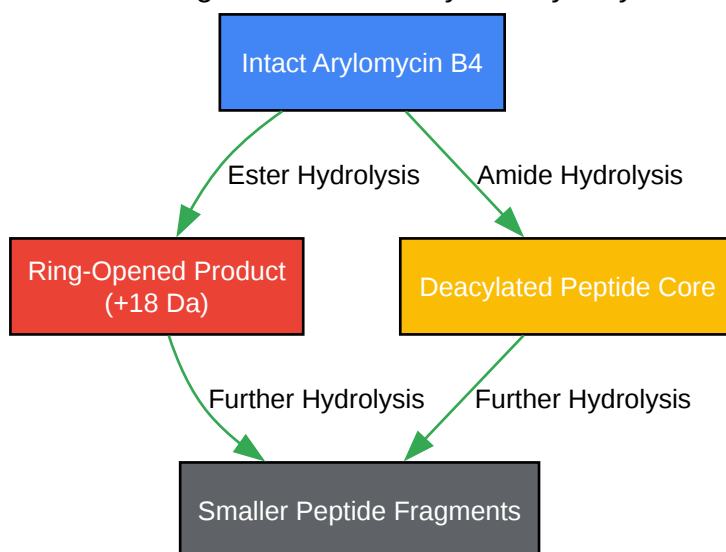 Intact Arylomycin B4
Ester Hydrolysis
Amide Hydrolysis
Ring-Opened Product
(+18 Da)
Deacylated Peptide Core
Further Hydrolysis
Further Hydrolysis
Smaller Peptide Fragments